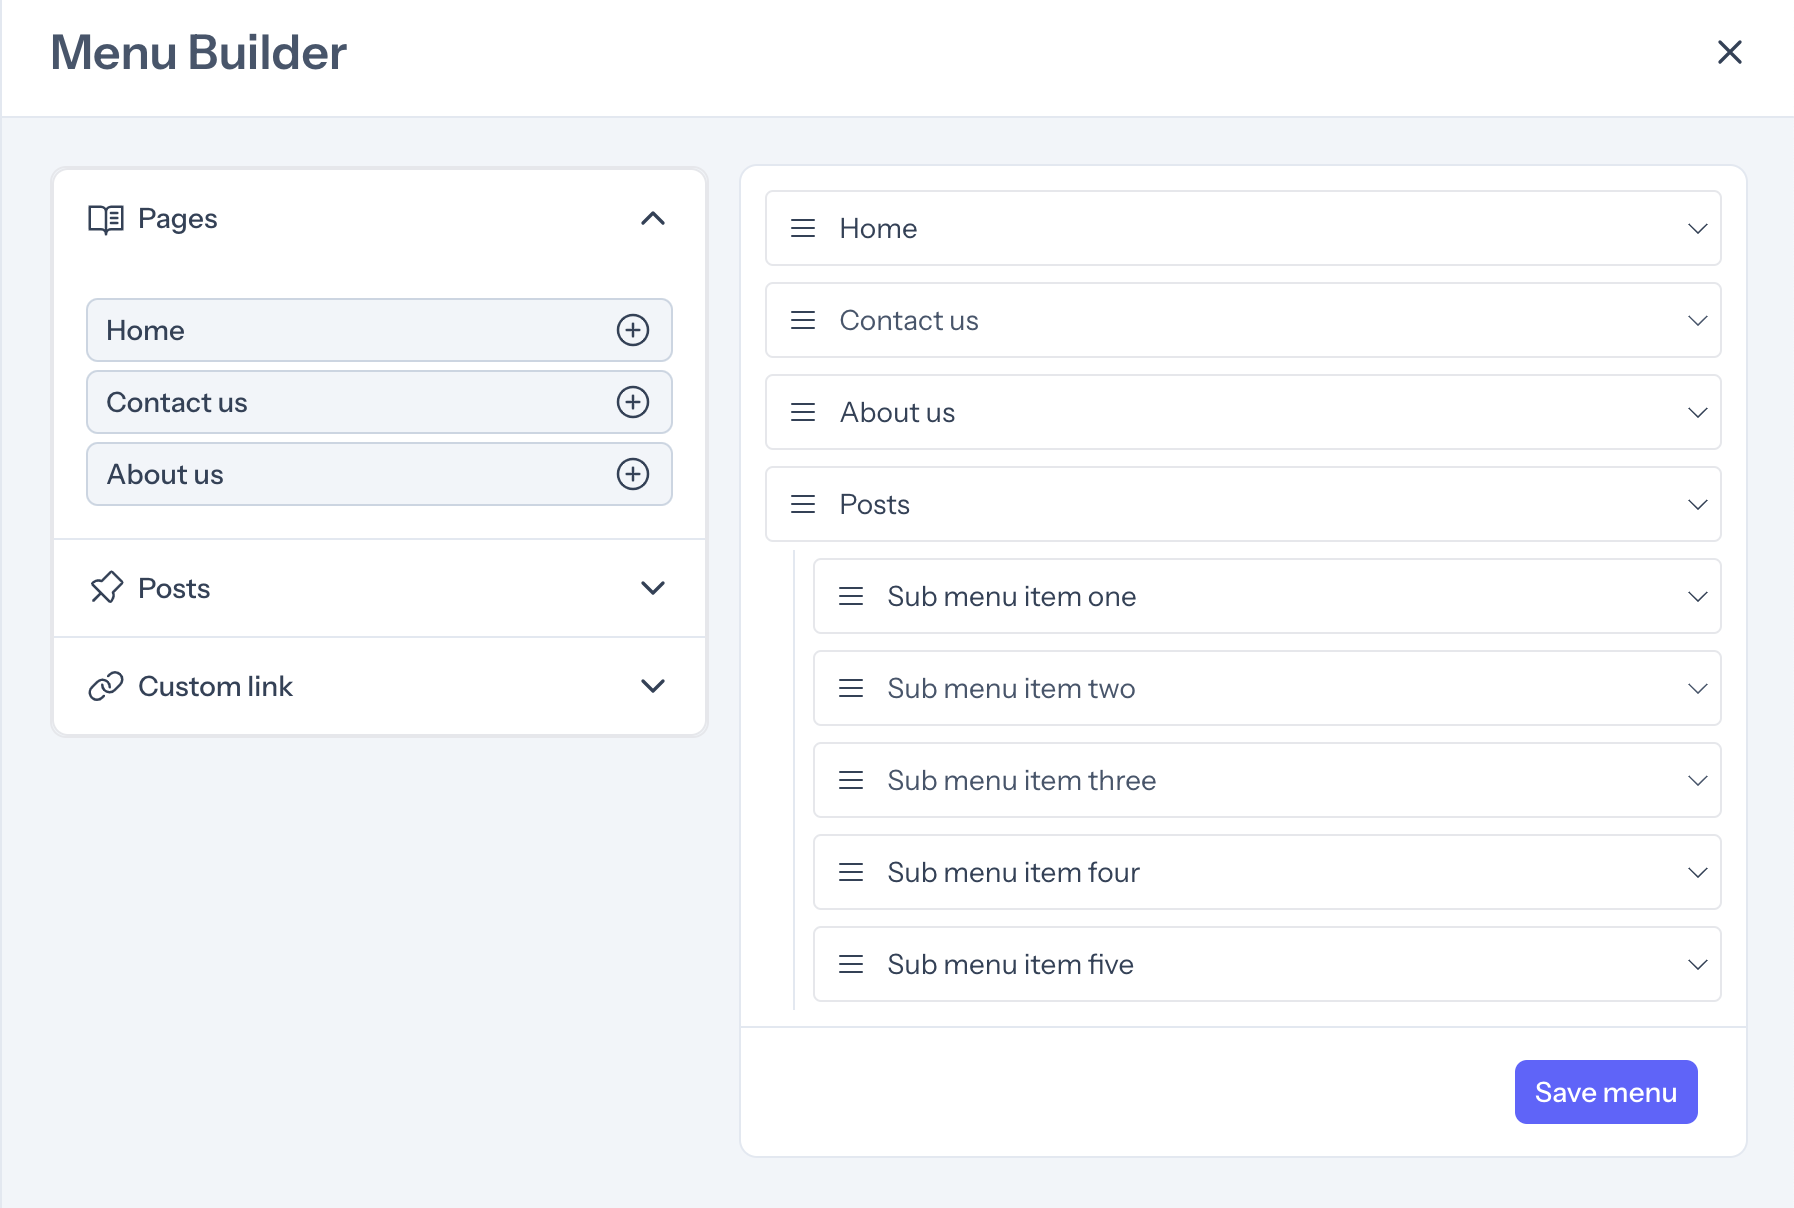 Menu Builder
Pages
Home
Contact us
About us
Posts
Custom link
Home
Contact us
About us
Posts
Sub menu item one
Sub menu item two
Sub menu item three
Sub menu item four
Sub menu item five
Save menu